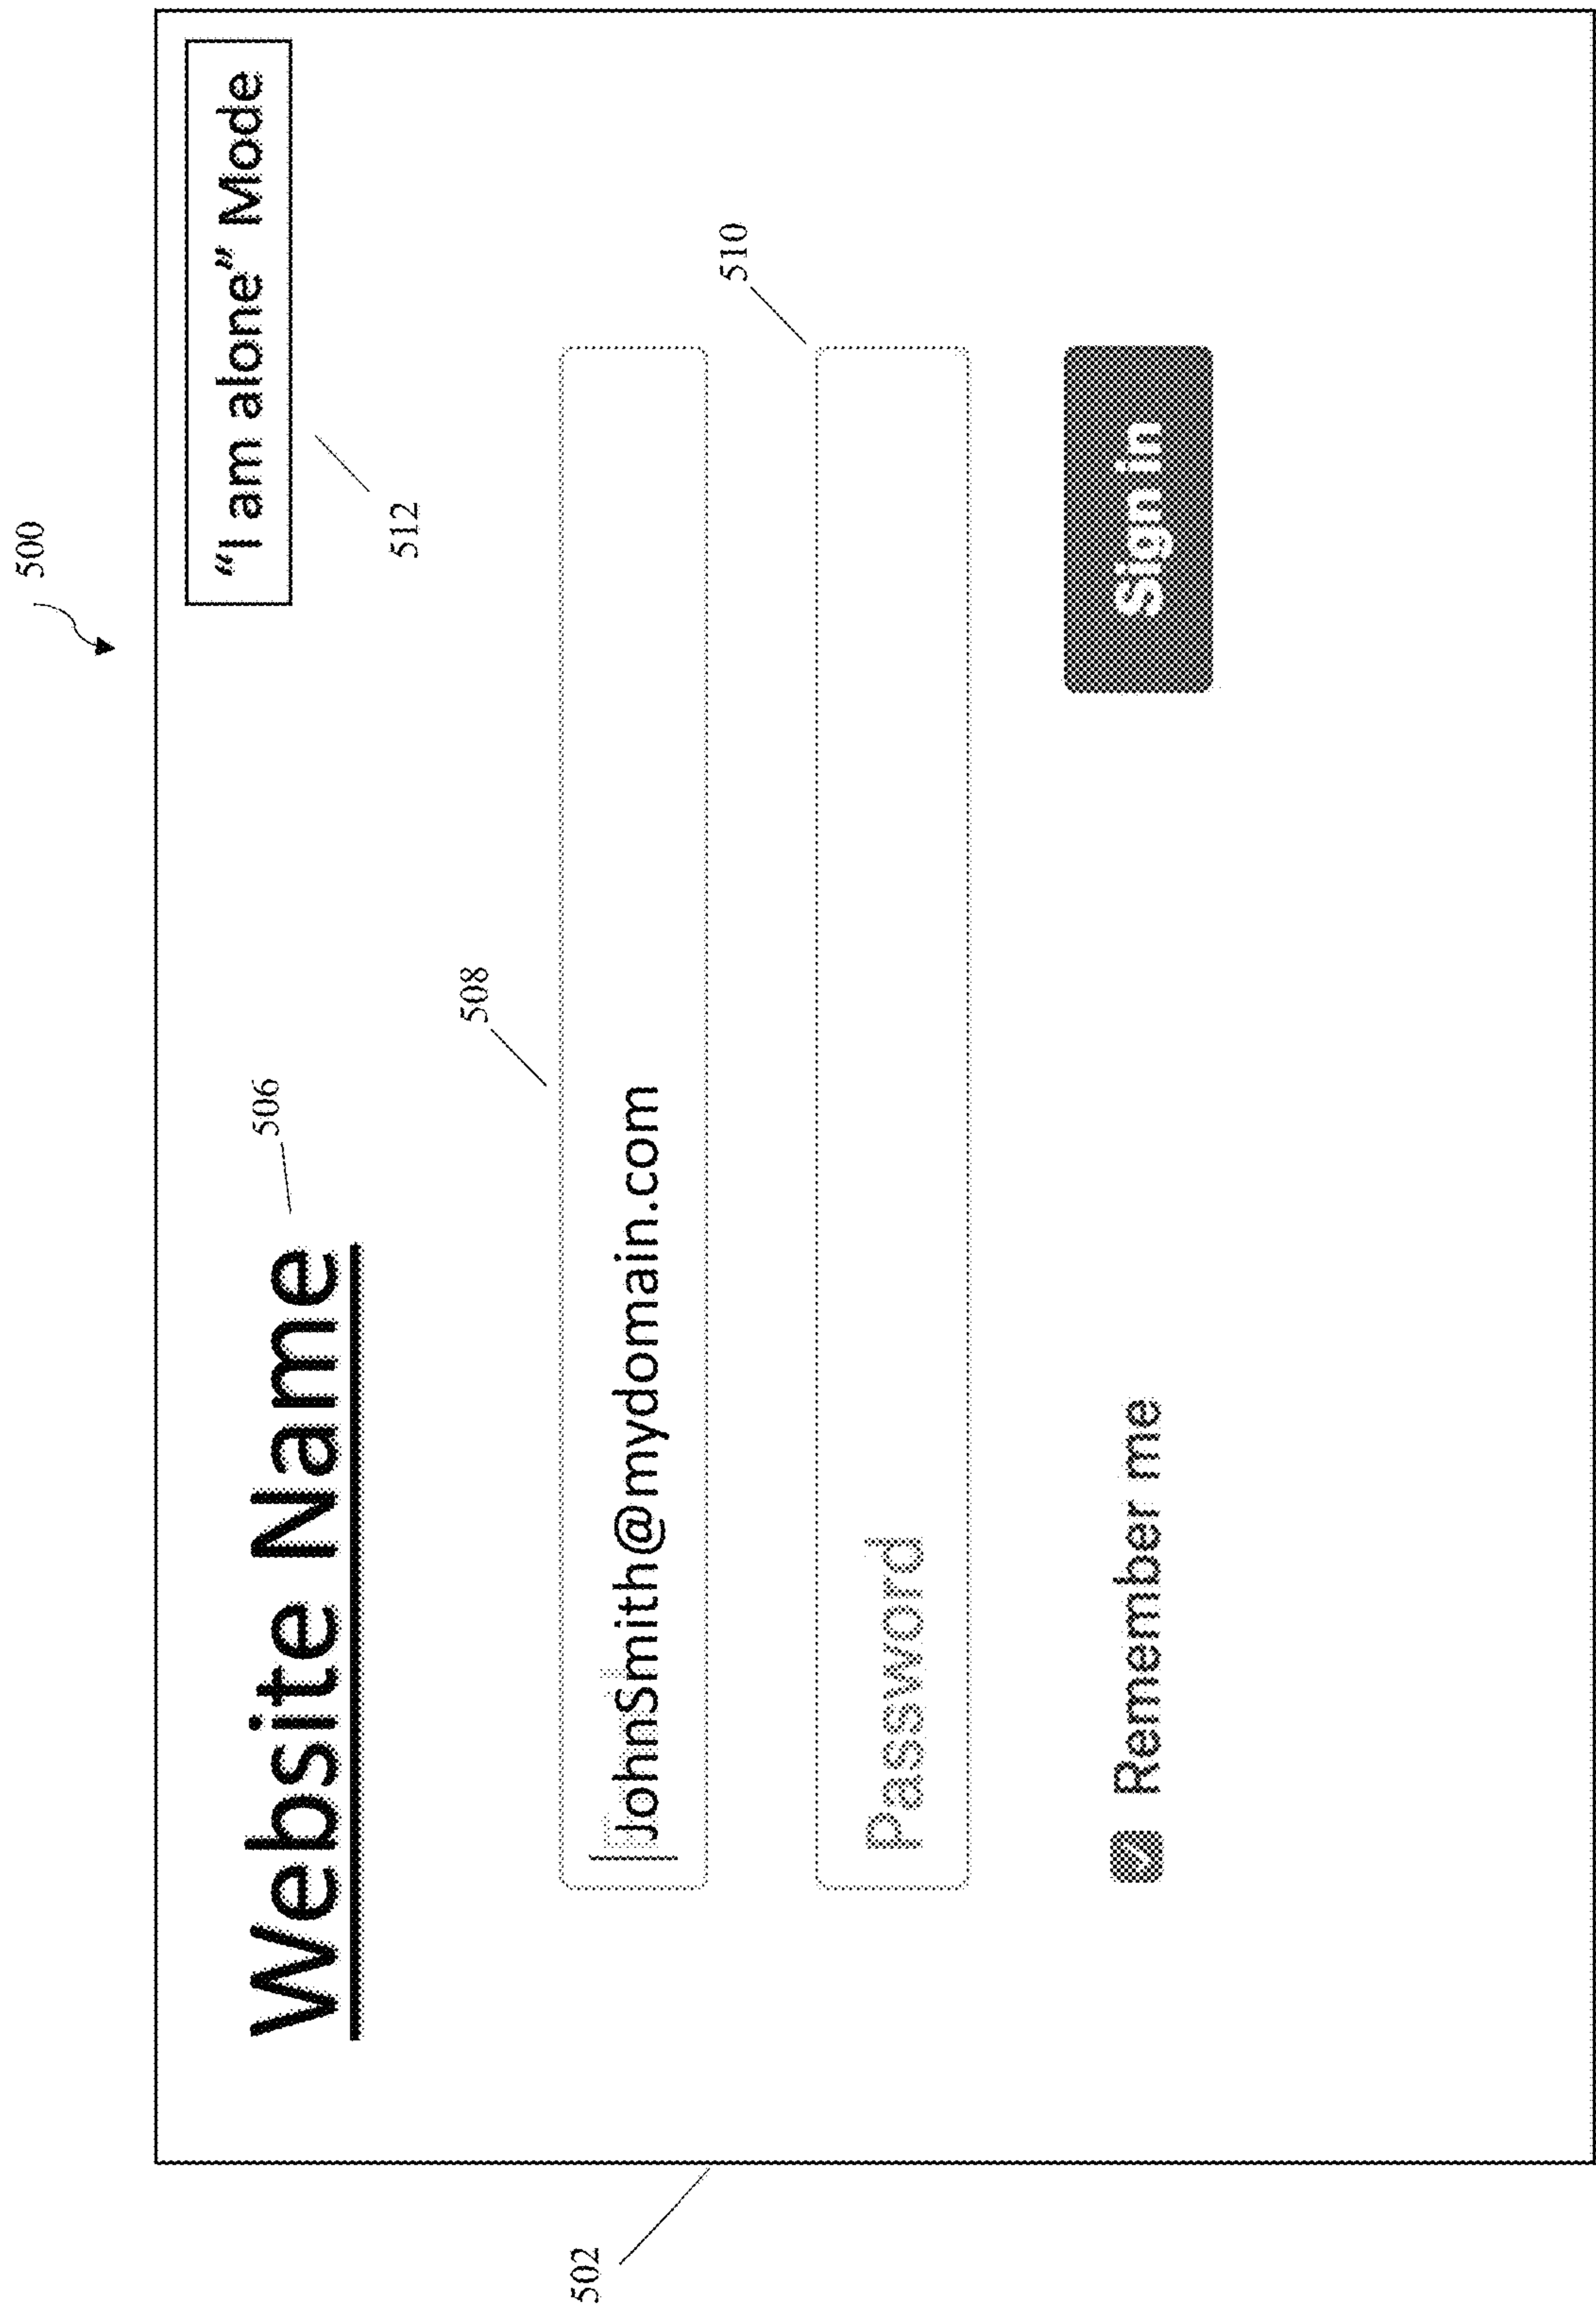 500
"I am alone" Mode
Website Name
506
512
508
JohnSmith@mydomain.com
502
510
Password
Remember me
Sign in